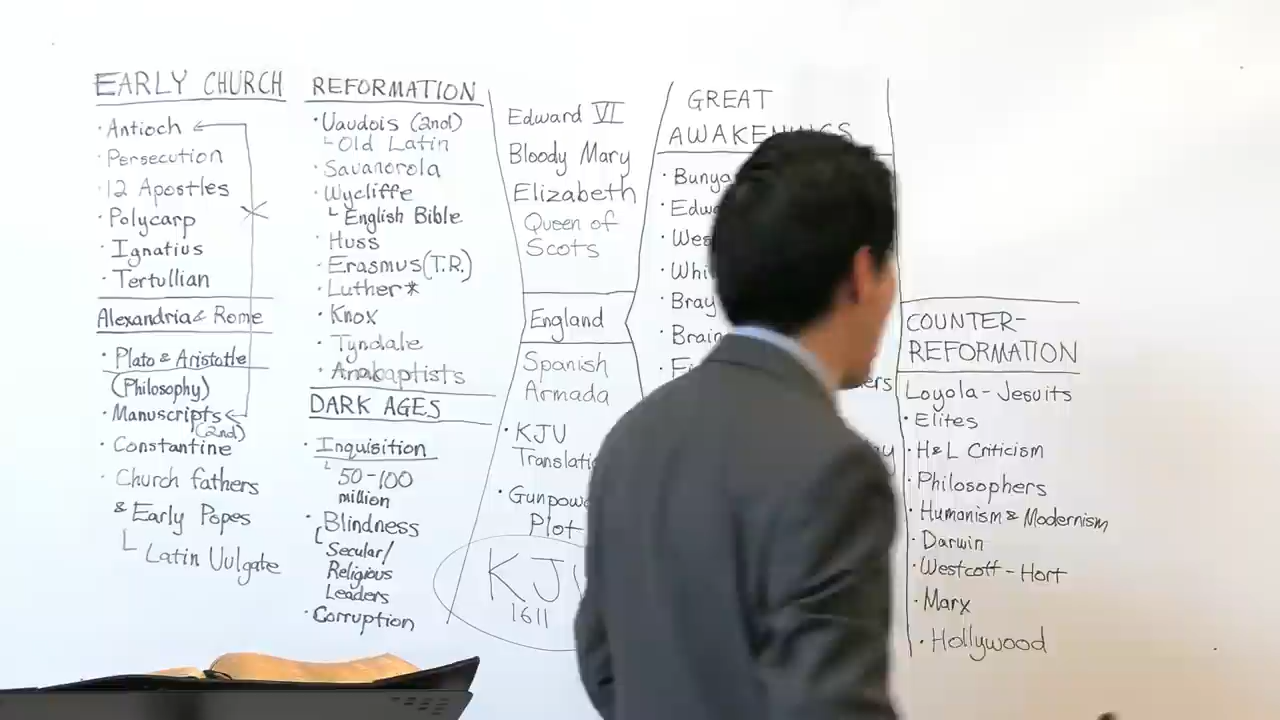 EARLY CHURCH
· Antioch
· Persecution
· 12 Apostles
· Polycarp
· Ignatius
· Tertullian
Alexandria & Rome
· Plato & Aristotle
(Philosophy)
· Manuscripts
(2nd)
· Constantine
· Church fathers
& Early Popes
└ Latin Vulgate
REFORMATION
· Vaudois (2nd)
└ Old Latin
· Savanorola
· Wycliffe
└ English Bible
· Huss
· Erasmus (T.R.)
· Luther *
· Knox
· Tyndale
· Anabaptists
DARK AGES
· Inquisition
└ 50-100
million
· Blindness
└ Secular/
Religious
Leaders
· Corruption
Edward VI
Bloody Mary
Elizabeth
Queen of
Scots
England
Spanish
Armada
· KJV
Translati
· Gunpow
Plot
KJV
1611
GREAT
AWAKENINGS
· Bunya
· Edw
· Wes
· Whi
· Bray
· Brain
COUNTER-
REFORMATION
Loyola - Jesuits
· Elites
· H&L Criticism
· Philosophers
· Humanism & Modernism
· Darwin
· Westcott - Hort
· Marx
· Hollywood